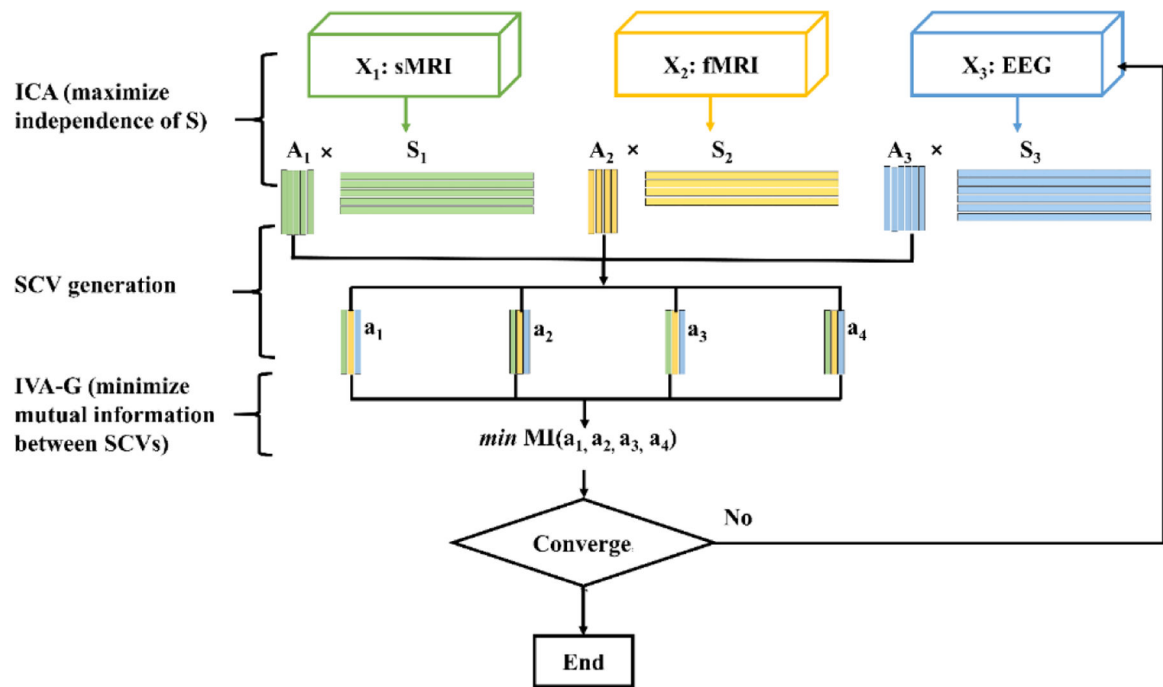 X₁: sMRI
X₂: fMRI
X₃: EEG
ICA (maximize
independence of S)
A₁ × S₁
A₂ × S₂
A₃ × S₃
SCV generation
a₁
a₂
a₃
a₄
IVA-G (minimize
mutual information
between SCVs)
min MI(a₁, a₂, a₃, a₄)
Converge
No
End